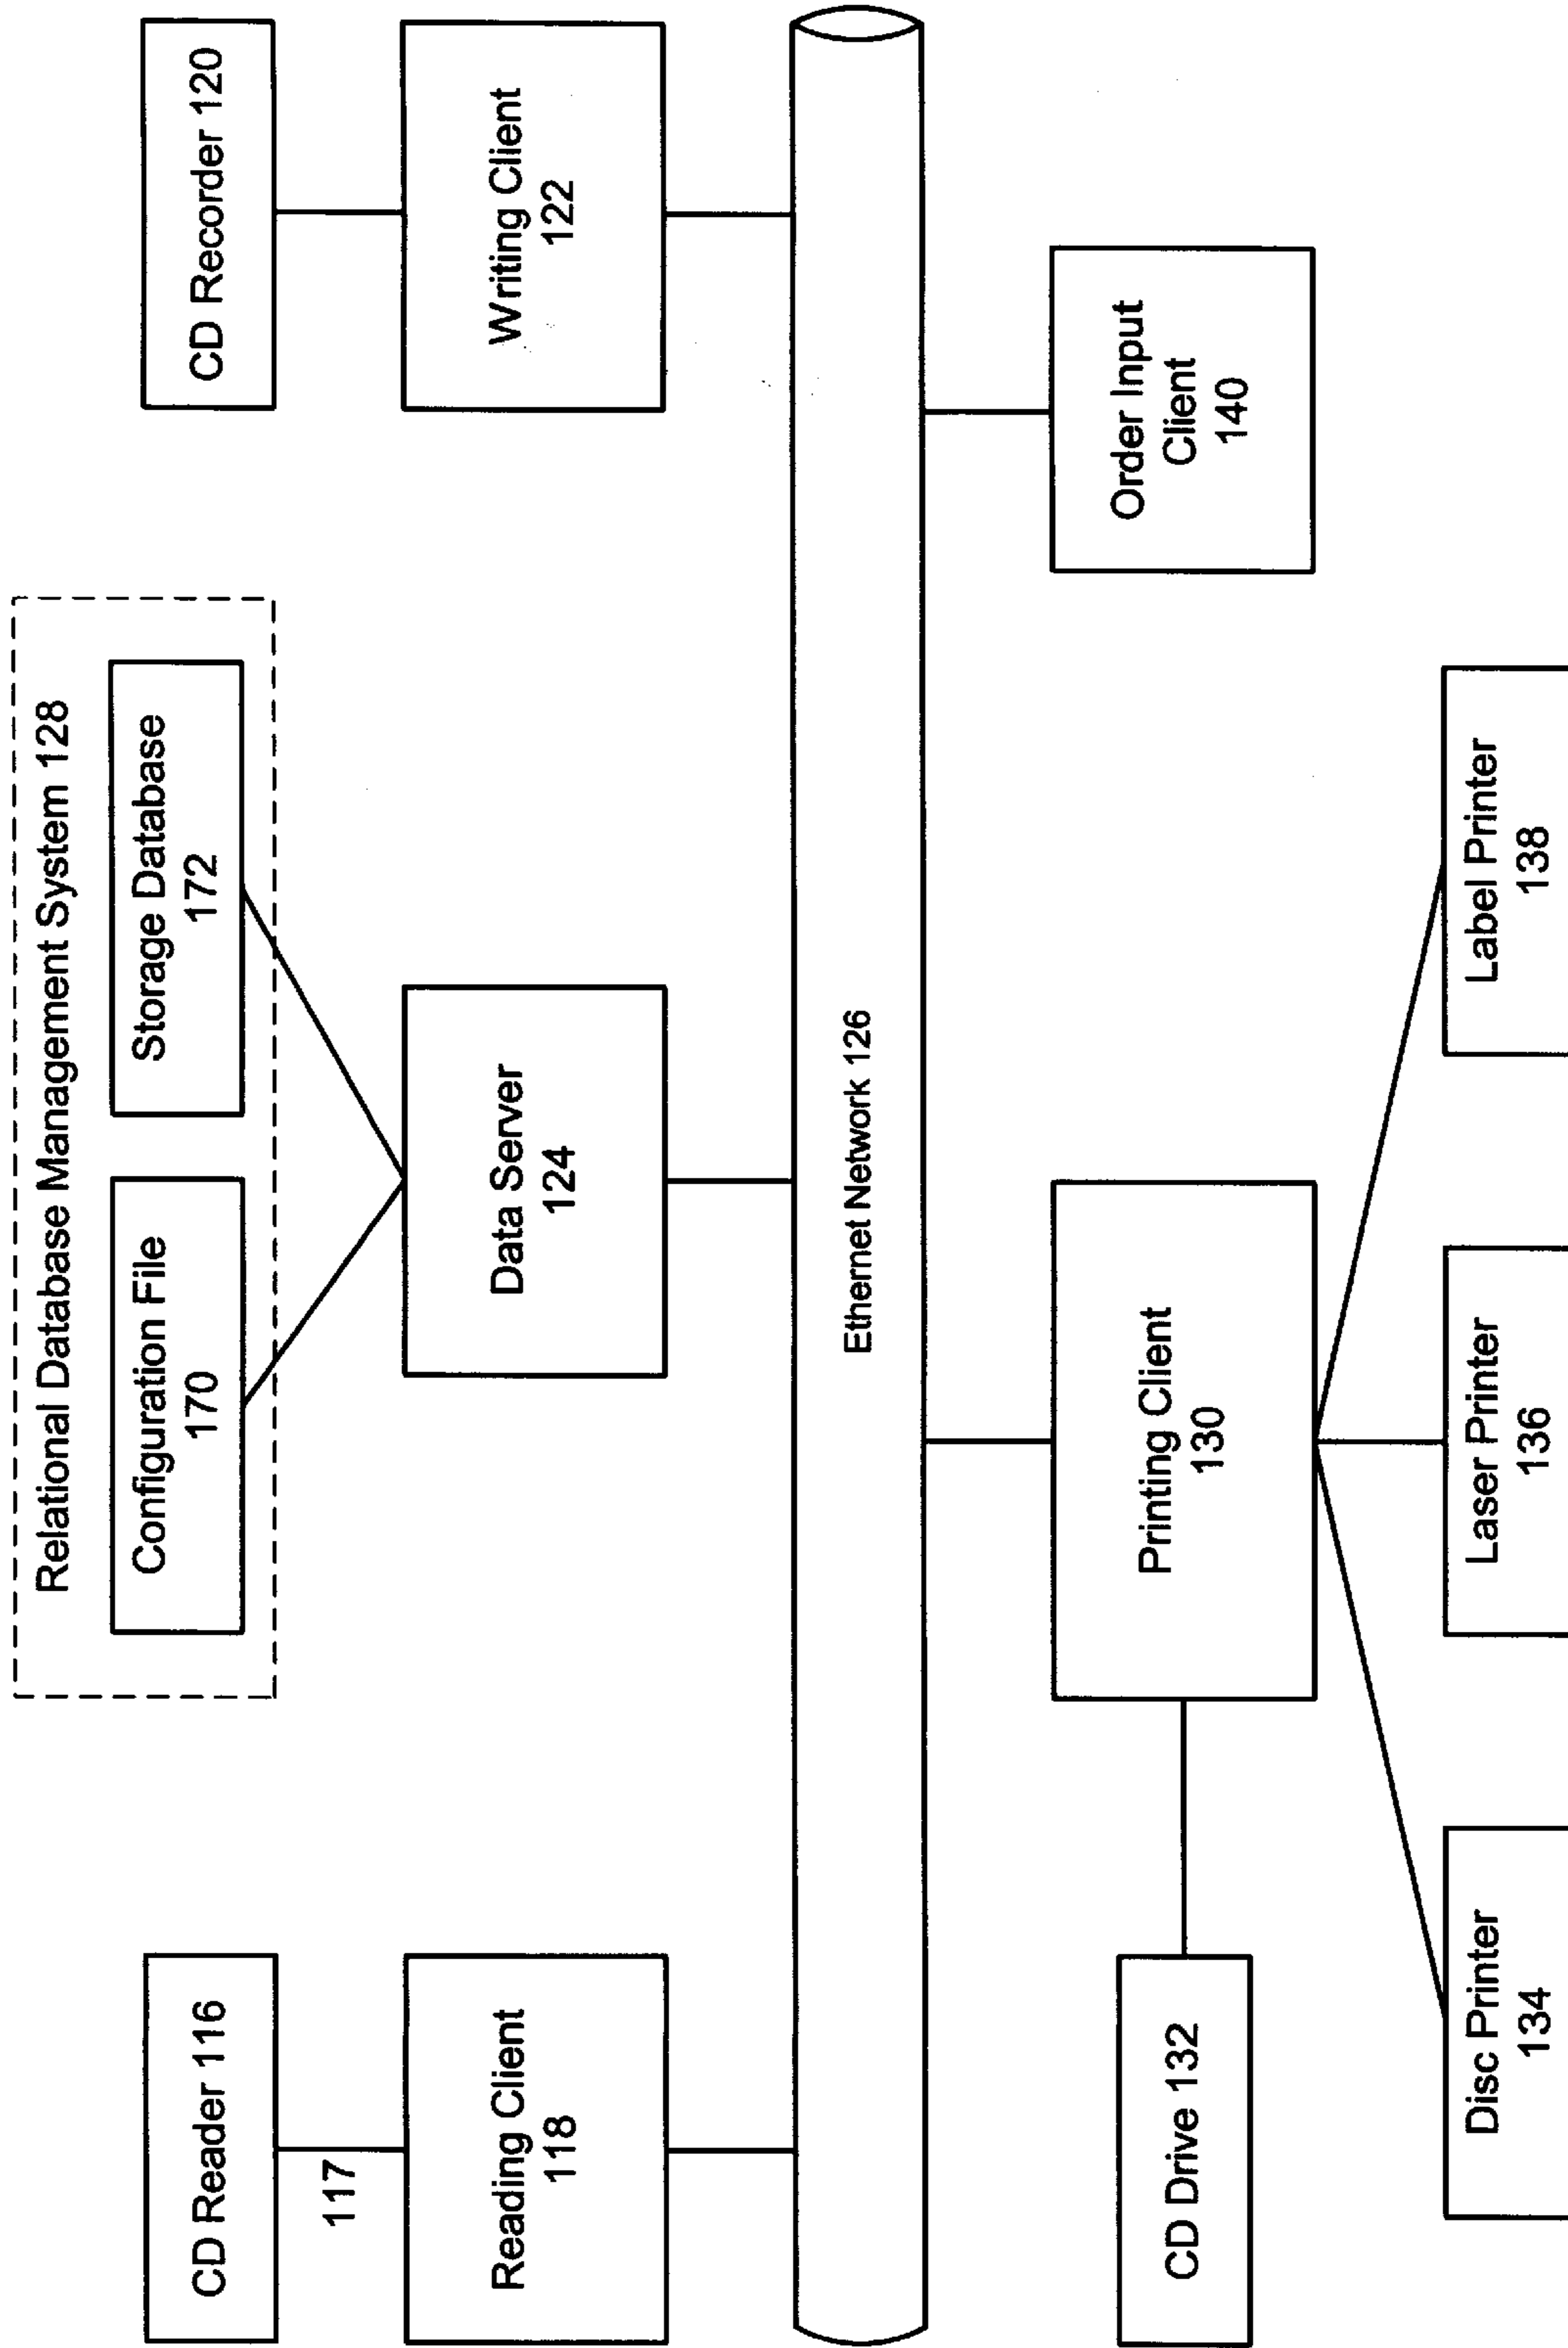 Relational Database Management System 128
CD Reader 116
Configuration File
170
Storage Database
172
CD Recorder 120
117
Reading Client
118
Data Server
124
Writing Client
122
Ethernet Network 126
CD Drive 132
Printing Client
130
Order Input
Client
140
Disc Printer
134
Laser Printer
136
Label Printer
138